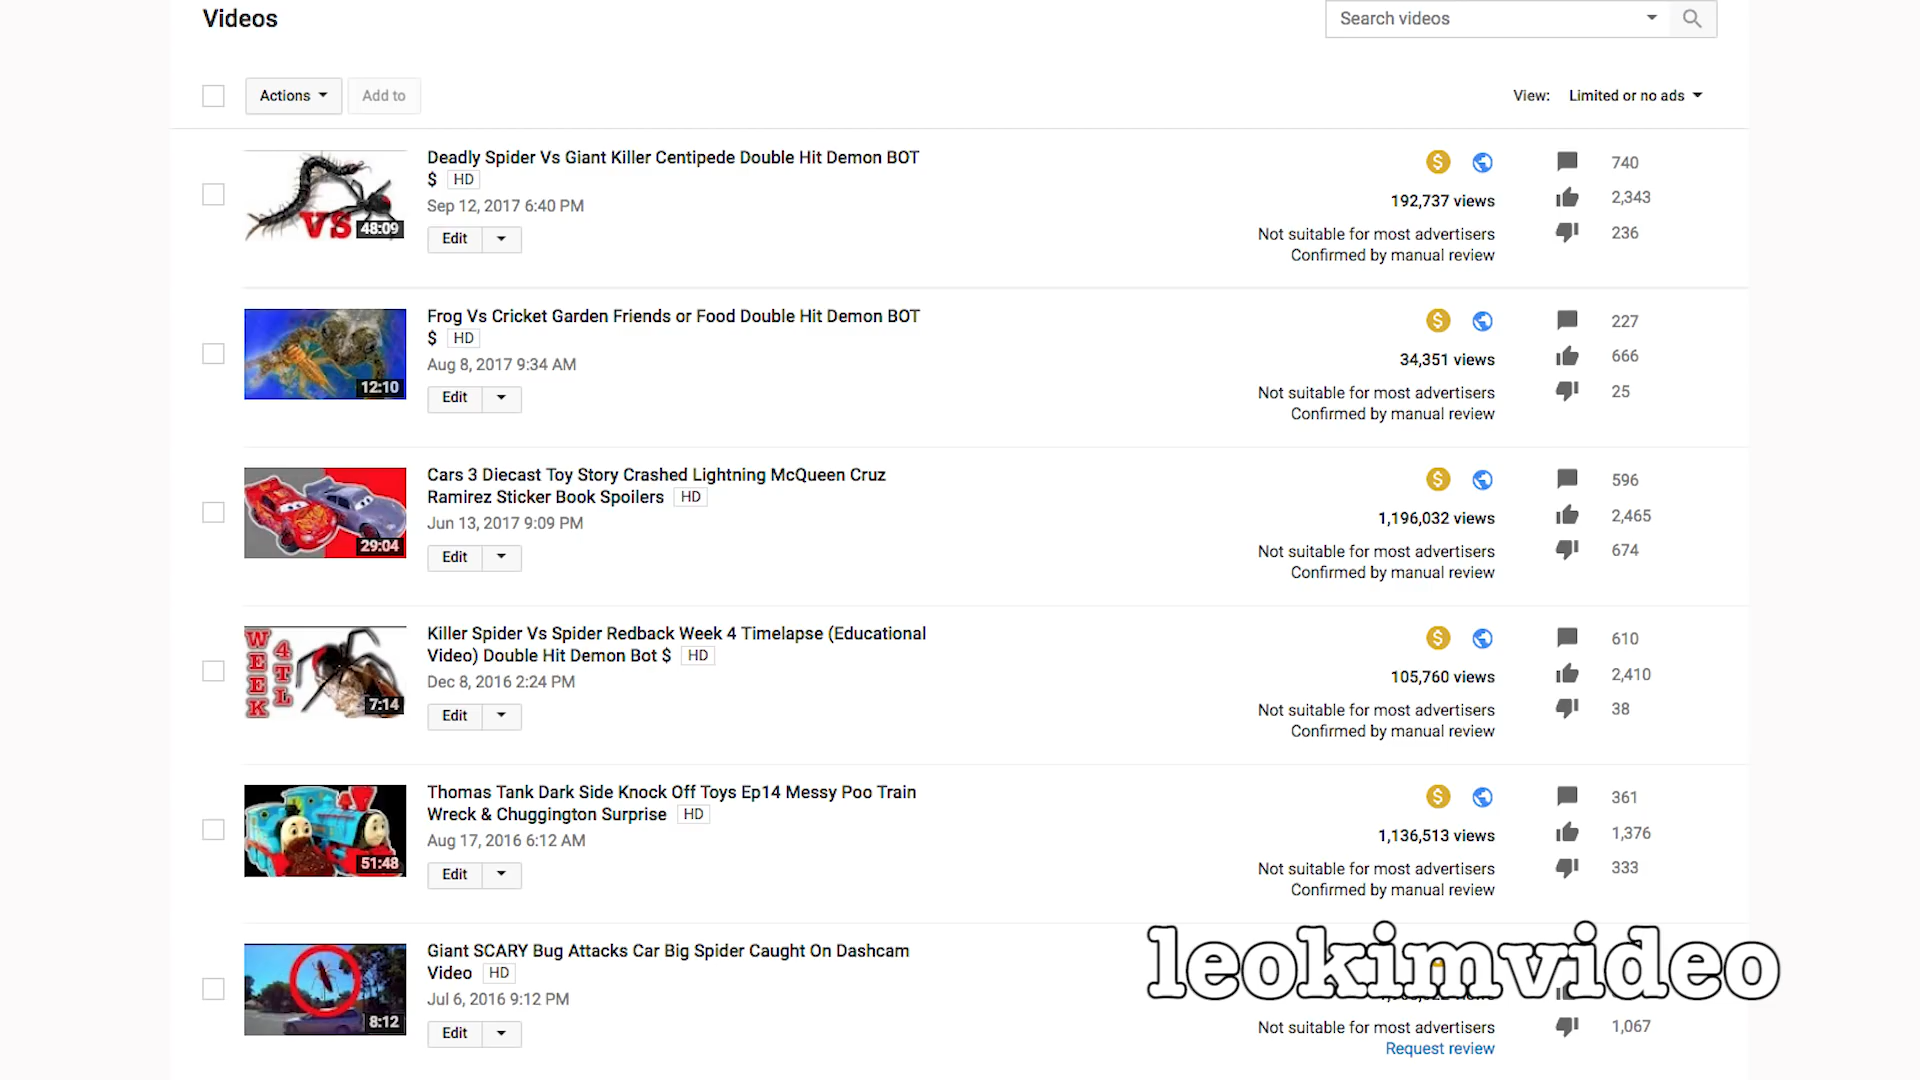 Videos
Search videos
Actions
Add to
View: Limited or no ads
VS
48:09
Deadly Spider Vs Giant Killer Centipede Double Hit Demon BOT
$ HD
Sep 12, 2017 6:40 PM
Edit
192,737 views
Not suitable for most advertisers
Confirmed by manual review
740
2,343
236
12:10
Frog Vs Cricket Garden Friends or Food Double Hit Demon BOT
$ HD
Aug 8, 2017 9:34 AM
Edit
34,351 views
Not suitable for most advertisers
Confirmed by manual review
227
666
25
29:04
Cars 3 Diecast Toy Story Crashed Lightning McQueen Cruz
Ramirez Sticker Book Spoilers HD
Jun 13, 2017 9:09 PM
Edit
1,196,032 views
Not suitable for most advertisers
Confirmed by manual review
596
2,465
674
WEEK
4TL
7:14
Killer Spider Vs Spider Redback Week 4 Timelapse (Educational
Video) Double Hit Demon Bot $ HD
Dec 8, 2016 2:24 PM
Edit
105,760 views
Not suitable for most advertisers
Confirmed by manual review
610
2,410
38
51:48
Thomas Tank Dark Side Knock Off Toys Ep14 Messy Poo Train
Wreck & Chuggington Surprise HD
Aug 17, 2016 6:12 AM
Edit
1,136,513 views
Not suitable for most advertisers
Confirmed by manual review
361
1,376
333
8:12
Giant SCARY Bug Attacks Car Big Spider Caught On Dashcam
Video HD
Jul 6, 2016 9:12 PM
Edit
leokimvideo
Not suitable for most advertisers
Request review
1,067